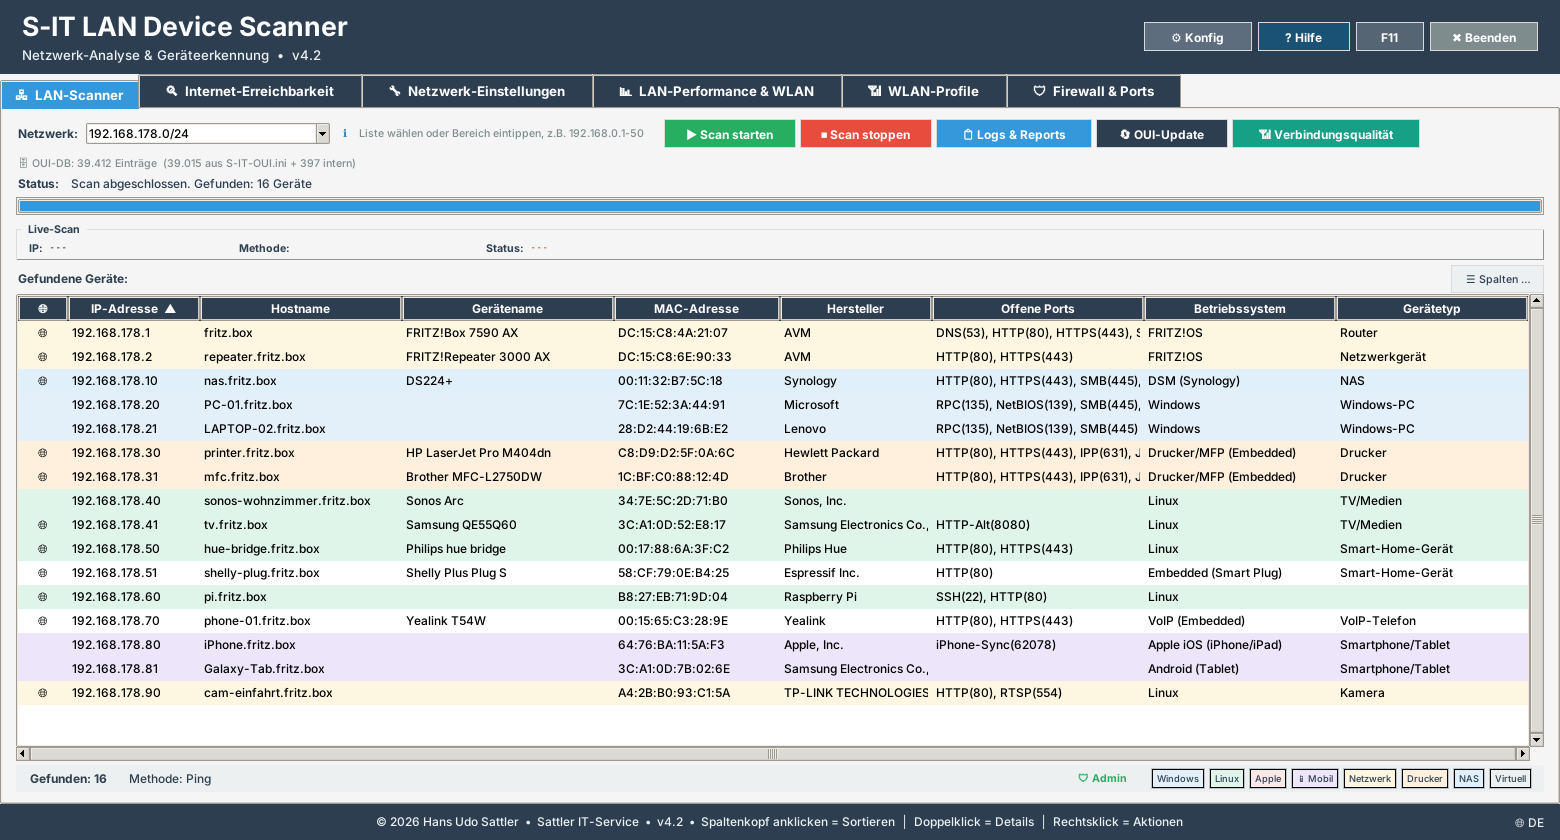 S-IT LAN Device Scanner
Netzwerk-Analyse & Geräteerkennung • v4.2
⚙ Konfig
? Hilfe
F11
✖ Beenden
LAN-Scanner
Internet-Erreichbarkeit
Netzwerk-Einstellungen
LAN-Performance & WLAN
WLAN-Profile
Firewall & Ports
Netzwerk: 192.168.178.0/24 ℹ Liste wählen oder Bereich eintippen, z.B. 192.168.0.1-50
▶ Scan starten
■ Scan stoppen
Logs & Reports
OUI-Update
Verbindungsqualität
OUI-DB: 39.412 Einträge (39.015 aus S-IT-OUI.ini + 397 intern)
Status: Scan abgeschlossen. Gefunden: 16 Geräte
Live-Scan
IP: --- Methode: Status: ---
Gefundene Geräte:
☰ Spalten ...
IP-Adresse ▲ Hostname Gerätename MAC-Adresse Hersteller Offene Ports Betriebssystem Gerätetyp
192.168.178.1 fritz.box FRITZ!Box 7590 AX DC:15:C8:4A:21:07 AVM DNS(53), HTTP(80), HTTPS(443), S FRITZ!OS Router
192.168.178.2 repeater.fritz.box FRITZ!Repeater 3000 AX DC:15:C8:6E:90:33 AVM HTTP(80), HTTPS(443) FRITZ!OS Netzwerkgerät
192.168.178.10 nas.fritz.box DS224+ 00:11:32:B7:5C:18 Synology HTTP(80), HTTPS(443), SMB(445), DSM (Synology) NAS
192.168.178.20 PC-01.fritz.box 7C:1E:52:3A:44:91 Microsoft RPC(135), NetBIOS(139), SMB(445), Windows Windows-PC
192.168.178.21 LAPTOP-02.fritz.box 28:D2:44:19:6B:E2 Lenovo RPC(135), NetBIOS(139), SMB(445) Windows Windows-PC
192.168.178.30 printer.fritz.box HP LaserJet Pro M404dn C8:D9:D2:5F:0A:6C Hewlett Packard HTTP(80), HTTPS(443), IPP(631), J Drucker/MFP (Embedded) Drucker
192.168.178.31 mfc.fritz.box Brother MFC-L2750DW 1C:BF:C0:88:12:4D Brother HTTP(80), HTTPS(443), IPP(631), J Drucker/MFP (Embedded) Drucker
192.168.178.40 sonos-wohnzimmer.fritz.box Sonos Arc 34:7E:5C:2D:71:B0 Sonos, Inc. Linux TV/Medien
192.168.178.41 tv.fritz.box Samsung QE55Q60 3C:A1:0D:52:E8:17 Samsung Electronics Co., HTTP-Alt(8080) Linux TV/Medien
192.168.178.50 hue-bridge.fritz.box Philips hue bridge 00:17:88:6A:3F:C2 Philips Hue HTTP(80), HTTPS(443) Linux Smart-Home-Gerät
192.168.178.51 shelly-plug.fritz.box Shelly Plus Plug S 58:CF:79:0E:B4:25 Espressif Inc. HTTP(80) Embedded (Smart Plug) Smart-Home-Gerät
192.168.178.60 pi.fritz.box B8:27:EB:71:9D:04 Raspberry Pi SSH(22), HTTP(80) Linux
192.168.178.70 phone-01.fritz.box Yealink T54W 00:15:65:C3:28:9E Yealink HTTP(80), HTTPS(443) VoIP (Embedded) VoIP-Telefon
192.168.178.80 iPhone.fritz.box 64:76:BA:11:5A:F3 Apple, Inc. iPhone-Sync(62078) Apple iOS (iPhone/iPad) Smartphone/Tablet
192.168.178.81 Galaxy-Tab.fritz.box 3C:A1:0D:7B:02:6E Samsung Electronics Co., Android (Tablet) Smartphone/Tablet
192.168.178.90 cam-einfahrt.fritz.box A4:2B:B0:93:C1:5A TP-LINK TECHNOLOGIES HTTP(80), RTSP(554) Linux Kamera
Gefunden: 16 Methode: Ping
Admin
Windows Linux Apple Mobil Netzwerk Drucker NAS Virtuell
© 2026 Hans Udo Sattler • Sattler IT-Service • v4.2 • Spaltenkopf anklicken = Sortieren | Doppelklick = Details | Rechtsklick = Aktionen
DE